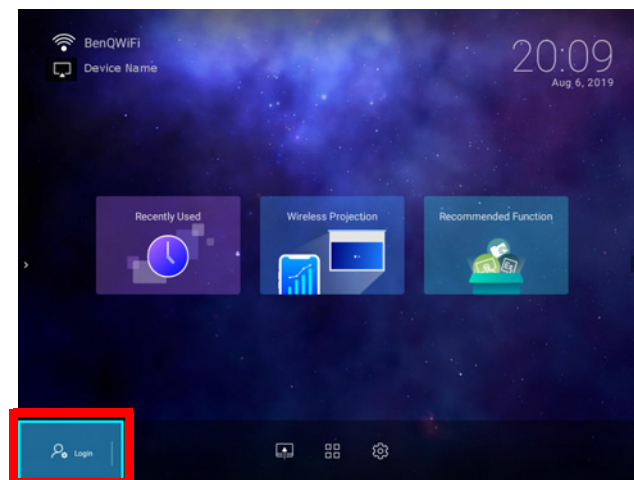 BenQWiFi
Device Name
20:09
Aug 6, 2019
Recently Used
Wireless Projection
Recommended Function
Login